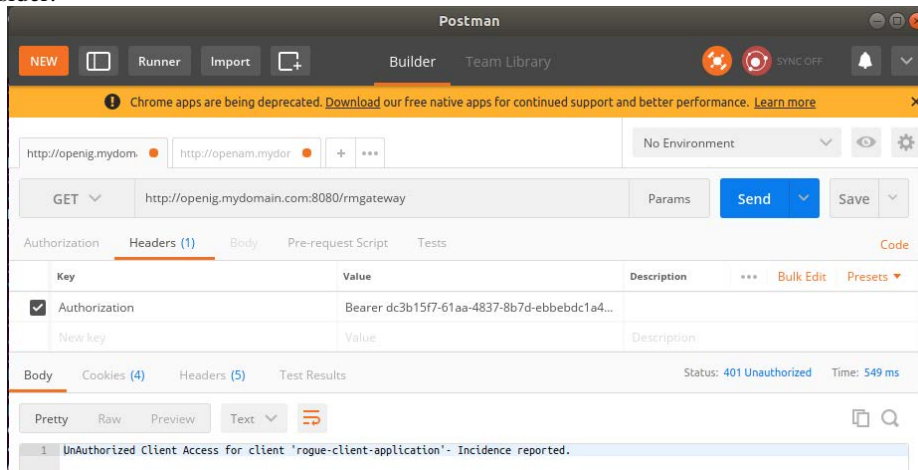 Postman
NEW Runner Import Builder Team Library SYNC OFF
Chrome apps are being deprecated. Download our free native apps for continued support and better performance. Learn more
http://openig.mydom http://openam.mydor + ••• No Environment
GET http://openig.mydomain.com:8080/rmgateway Params Send Save
Authorization Headers (1) Body Pre-request Script Tests Code
Key Value Description ••• Bulk Edit Presets
Authorization Bearer dc3b15f7-61aa-4837-8b7d-ebbebdc1a4...
New key Value Description
Body Cookies (4) Headers (5) Test Results Status: 401 Unauthorized Time: 549 ms
Pretty Raw Preview Text
1 UnAuthorized Client Access for client 'rogue-client-application'- Incidence reported.